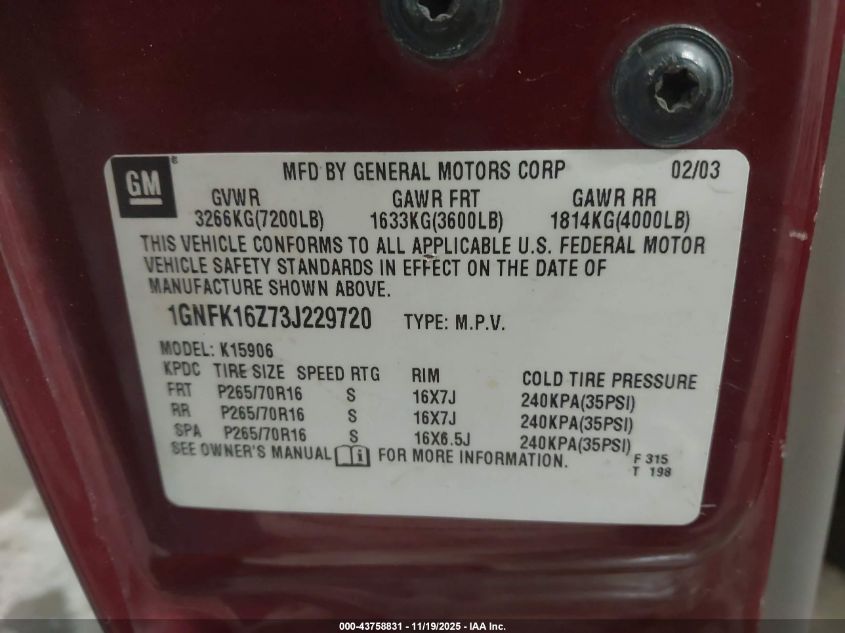 GM®
MFD BY GENERAL MOTORS CORP 02/03
GVWR GAWR FRT GAWR RR
3266KG(7200LB) 1633KG(3600LB) 1814KG(4000LB)
THIS VEHICLE CONFORMS TO ALL APPLICABLE U.S. FEDERAL MOTOR
VEHICLE SAFETY STANDARDS IN EFFECT ON THE DATE OF
MANUFACTURE SHOWN ABOVE.
1GNFK16Z73J229720 TYPE: M.P.V.
MODEL: K15906
KPDC TIRE SIZE SPEED RTG RIM COLD TIRE PRESSURE
FRT P265/70R16 S 16X7J 240KPA(35PSI)
RR P265/70R16 S 16X7J 240KPA(35PSI)
SPA P265/70R16 S 16X6.5J 240KPA(35PSI)
SEE OWNER'S MANUAL i FOR MORE INFORMATION.
F 315
T 198
000-43758831 - 11/19/2025 - IAA Inc.